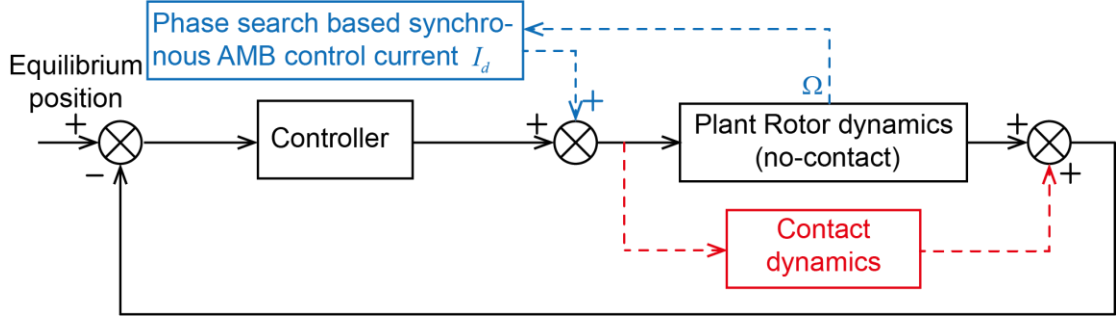 Phase search based synchro-
nous AMB control current I_d
Equilibrium
position
+
−
Controller
+
+
Ω
Plant Rotor dynamics
(no-contact)
+
+
Contact
dynamics